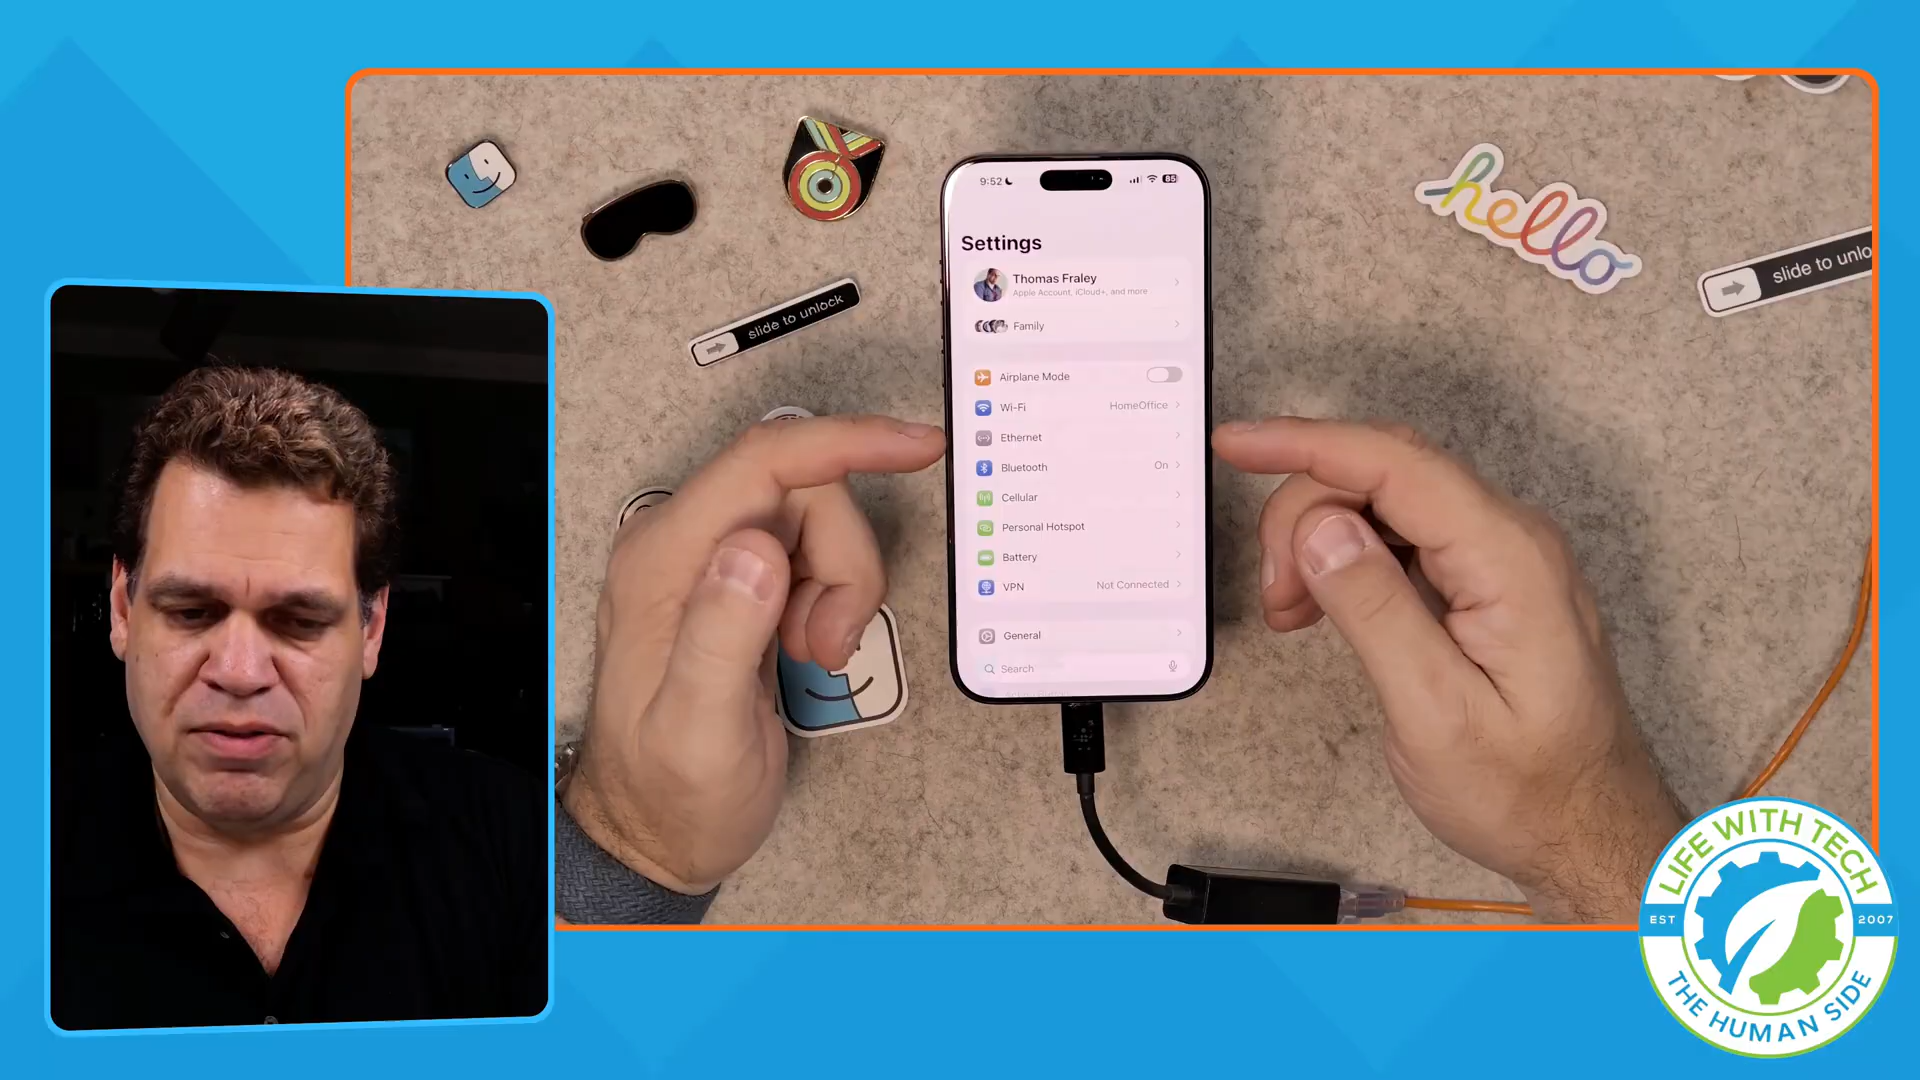 hello
slide to unlo
slide to unlock
9:52
85
Settings
Thomas Fraley
Apple Account, iCloud+, and more
Family
Airplane Mode
Wi-Fi HomeOffice
Ethernet
Bluetooth On
Cellular
Personal Hotspot
Battery
VPN Not Connected
General
Search
LIFE WITH TECH
EST 2007
THE HUMAN SIDE